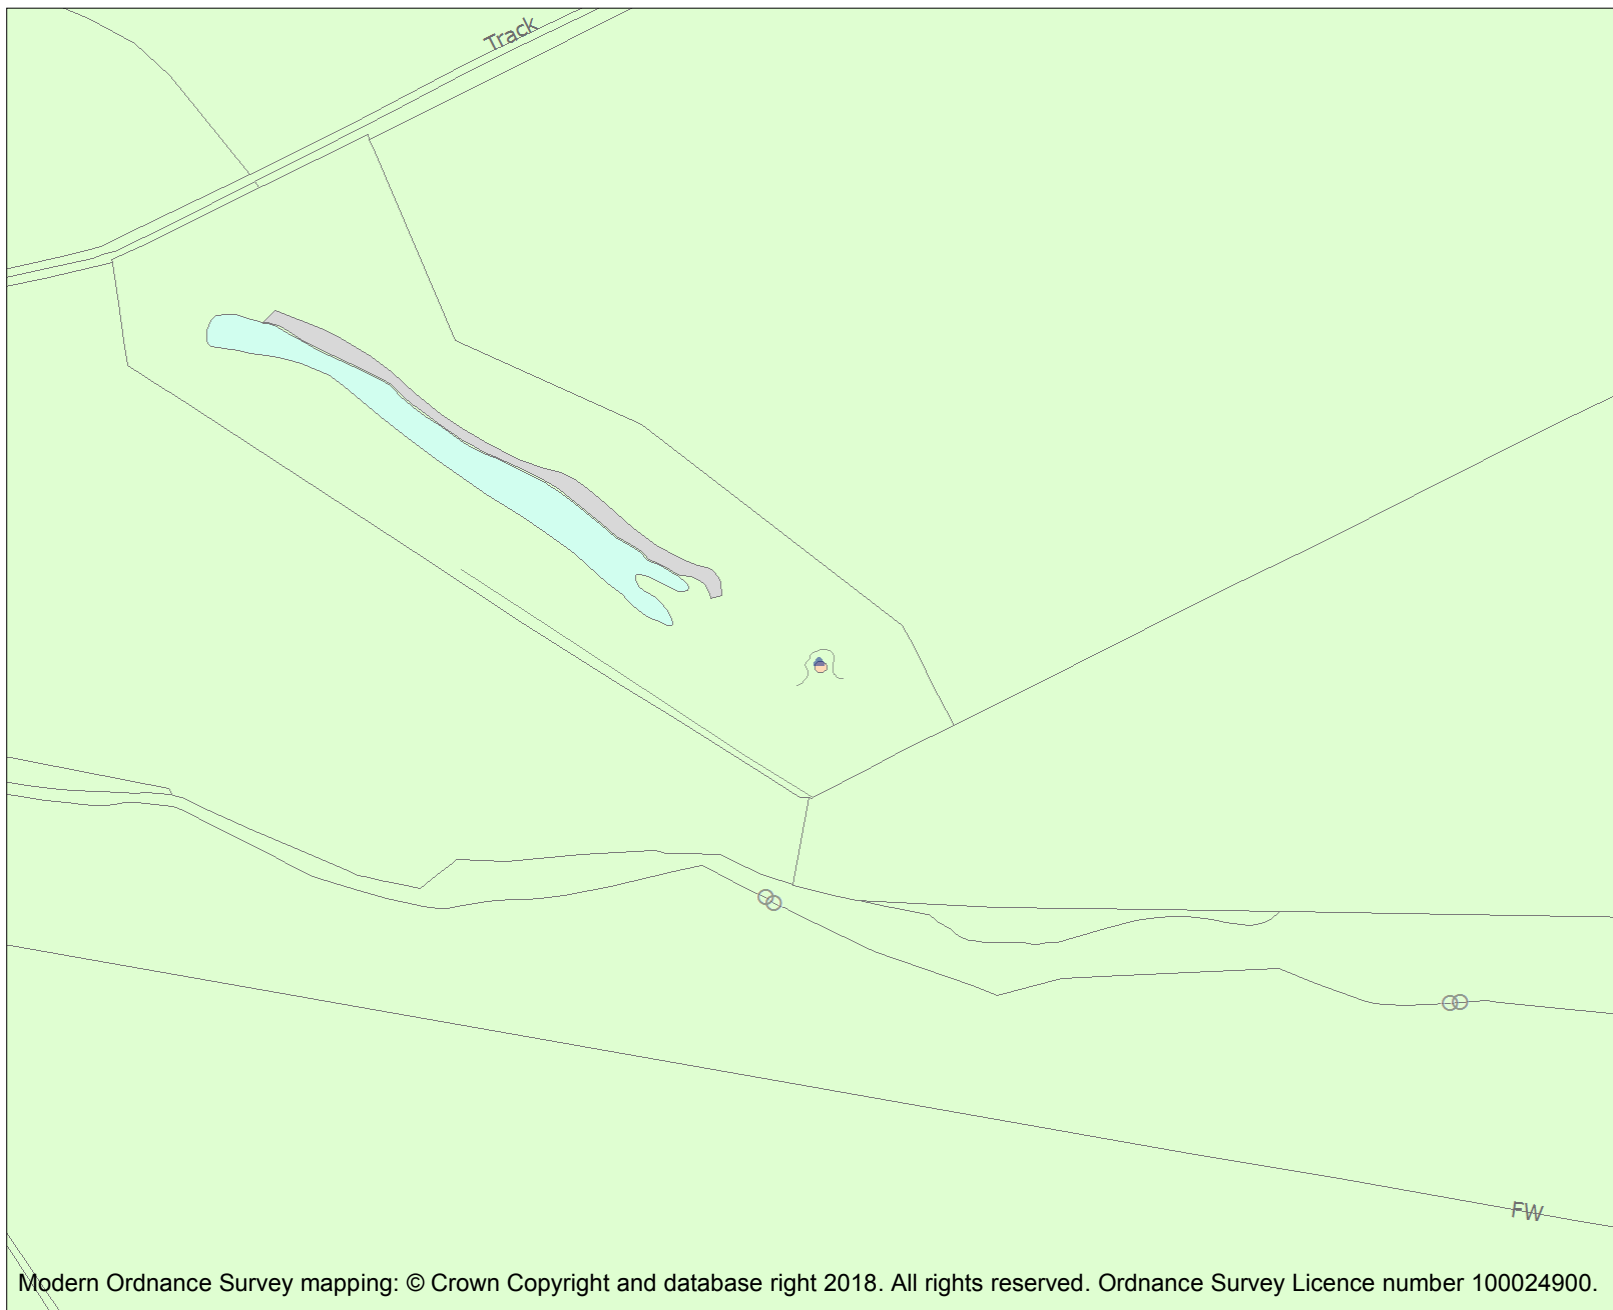 Track
FW
Modern Ordnance Survey mapping: © Crown Copyright and database right 2018. All rights reserved. Ordnance Survey Licence number 100024900.